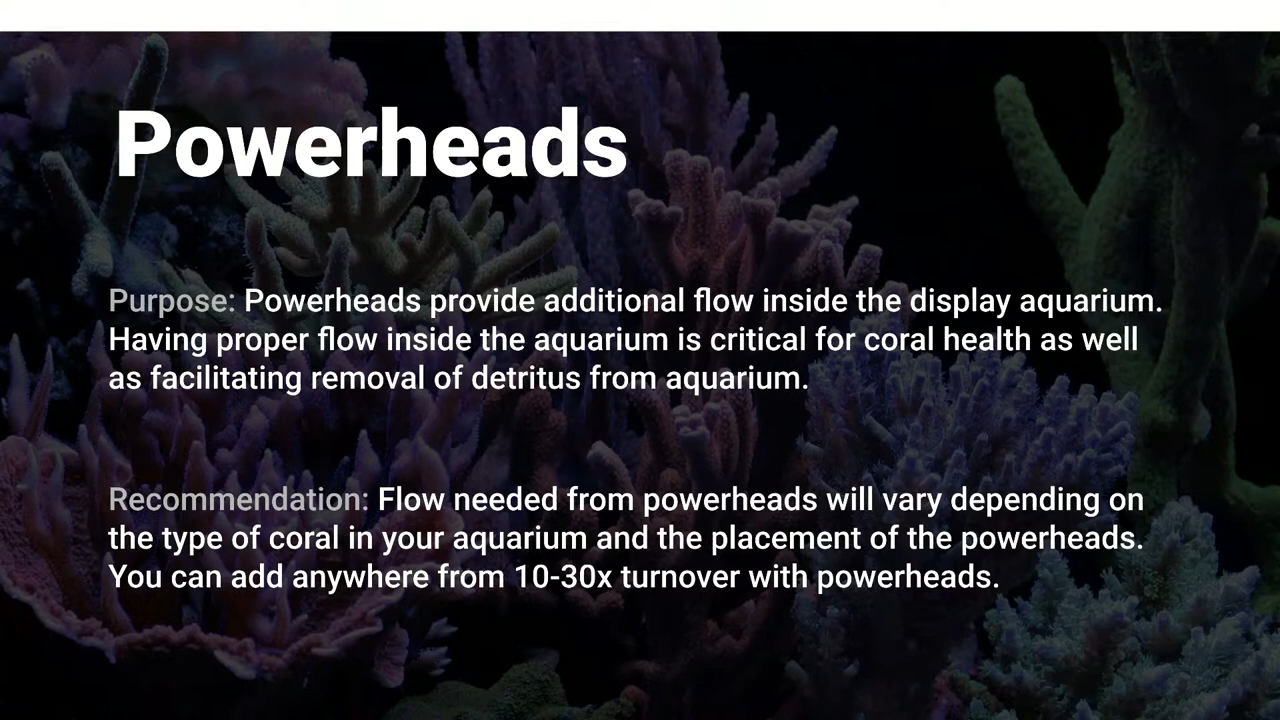 Powerheads
Purpose: Powerheads provide additional flow inside the display aquarium.
Having proper flow inside the aquarium is critical for coral health as well
as facilitating removal of detritus from aquarium.
Recommendation: Flow needed from powerheads will vary depending on
the type of coral in your aquarium and the placement of the powerheads.
You can add anywhere from 10-30x turnover with powerheads.